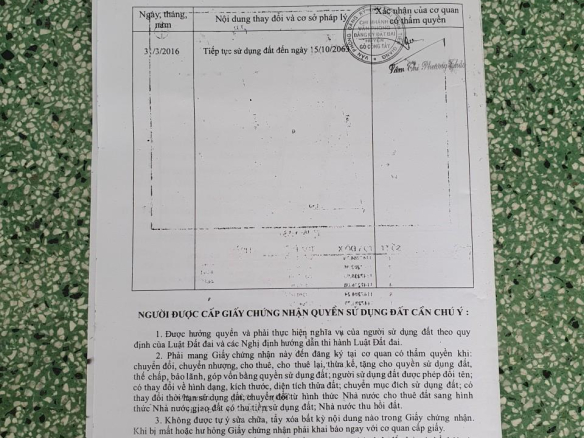 Ngày, tháng, năm
Nội dung thay đổi và cơ sở pháp lý
Xác nhận của cơ quan có thẩm quyền
/3/2016
Tiếp tục sử dụng đất đến ngày 15/10/2063
NGƯỜI ĐƯỢC CẤP GIẤY CHỨNG NHẬN QUYỀN SỬ DỤNG ĐẤT CẦN CHÚ Ý :
1. Được hưởng quyền và phải thực hiện nghĩa vụ của người sử dụng đất theo quy
định của Luật Đất đai và các Nghị định hướng dẫn thi hành Luật Đất đai.
2. Phải mang Giấy chứng nhận này đến đăng ký tại cơ quan có thẩm quyền khi:
chuyển đổi, chuyển nhượng, cho thuê, cho thuê lại, thừa kế, tặng cho quyền sử dụng đất,
thế chấp, bảo lãnh, góp vốn bằng quyền sử dụng đất; người sử dụng đất được phép đổi tên;
có thay đổi về hình dạng, kích thước, diện tích thửa đất; chuyển mục đích sử dụng đất; có
thay đổi thời hạn sử dụng đất; chuyển đổi từ hình thức Nhà nước cho thuê đất sang hình
thức Nhà nước giao đất có thu tiền sử dụng đất; Nhà nước thu hồi đất.
3. Không được tự ý sửa chữa, tẩy xóa bất kỳ nội dung nào trong Giấy chứng nhận.
Khi bị mất hoặc hư hỏng Giấy chứng nhận phải khai báo ngay với cơ quan cấp giấy.